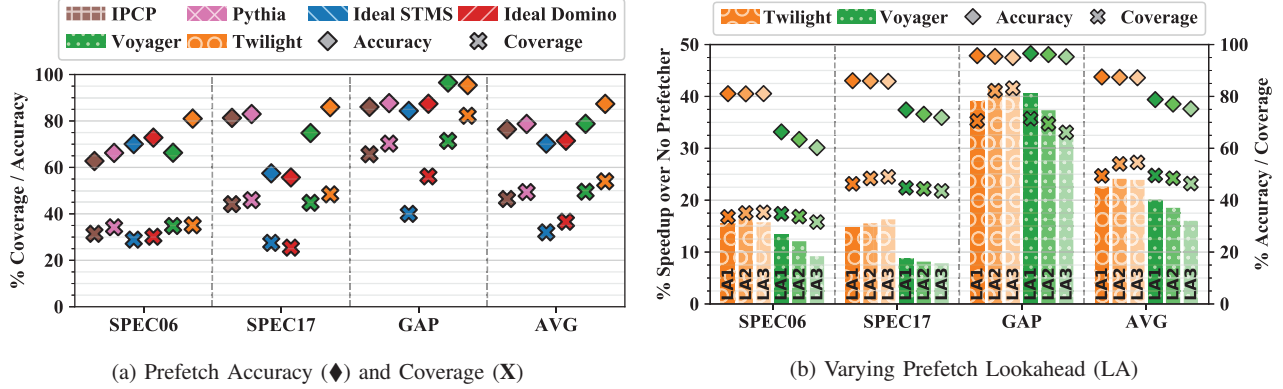 IPCP Pythia Ideal STMS Ideal Domino
Voyager Twilight Accuracy Coverage
% Coverage / Accuracy
100
80
60
40
20
0
SPEC06 SPEC17 GAP AVG
(a) Prefetch Accuracy (♦) and Coverage (X)
Twilight Voyager Accuracy Coverage
% Speedup over No Prefetcher
50
40
30
20
10
0
LA1 LA2 LA3 LA1 LA2 LA3 LA1 LA2 LA3 LA1 LA2 LA3 LA1 LA2 LA3 LA1 LA2 LA3 LA1 LA2 LA3 LA1 LA2 LA3
SPEC06 SPEC17 GAP AVG
100
80
60
40
20
0
% Accuracy / Coverage
(b) Varying Prefetch Lookahead (LA)